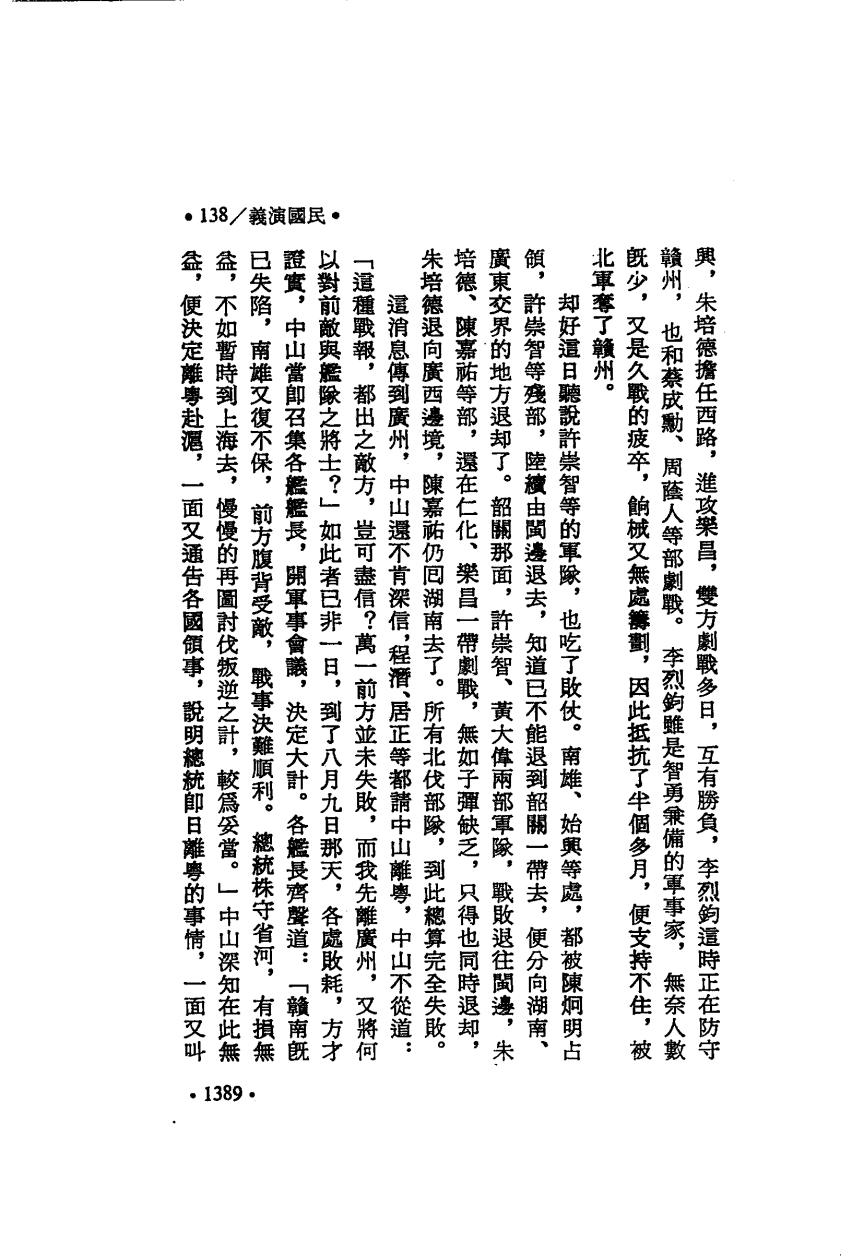 •138／義演國民•
興，朱培德擔任西路，進攻樂昌，雙方劇戰多日，互有勝負，李烈鈞這時正在防守
贛州，也和蔡成勳、周蔭人等部劇戰。李烈鈞雖是智勇兼備的軍事家，無奈人數
既少，又是久戰的疲卒，餉械又無處籌劃，因此抵抗了半個多月，便支持不住，被
北軍奪了贛州。
却好這日聽說許崇智等的軍隊，也吃了敗仗。南雄、始興等處，都被陳炯明占
領，許崇智等殘部，陸續由閩邊退去，知道已不能退到韶關一帶去，便分向湖南、
廣東交界的地方退却了。韶關那面，許崇智、黃大偉兩部軍隊，戰敗退往閩邊，朱
培德、陳嘉祐等部，還在仁化、樂昌一帶劇戰，無如子彈缺乏，只得也同時退却，
朱培德退向廣西邊境，陳嘉祐仍回湖南去了。所有北伐部隊，到此總算完全失敗。
這消息傳到廣州，中山還不肯深信，程潛、居正等都請中山離粵，中山不從道：
「這種戰報，都出之敵方，豈可盡信？萬一前方並未失敗，而我先離廣州，又將何
以對前敵與艦隊之將士？」如此者已非一日，到了八月九日那天，各處敗耗，方才
證實，中山當卽召集各艦艦長，開軍事會議，決定大計。各艦長齊聲道：「贛南旣
已失陷，南雄又復不保，前方腹背受敵，戰事決難順利。總統株守省河，有損無
益，不如暫時到上海去，慢慢的再圖討伐叛逆之計，較爲妥當。」中山深知在此無
益，便決定離粵赴滬，一面又通告各國領事，說明總統卽日離粵的事情，一面又叫
•1389•